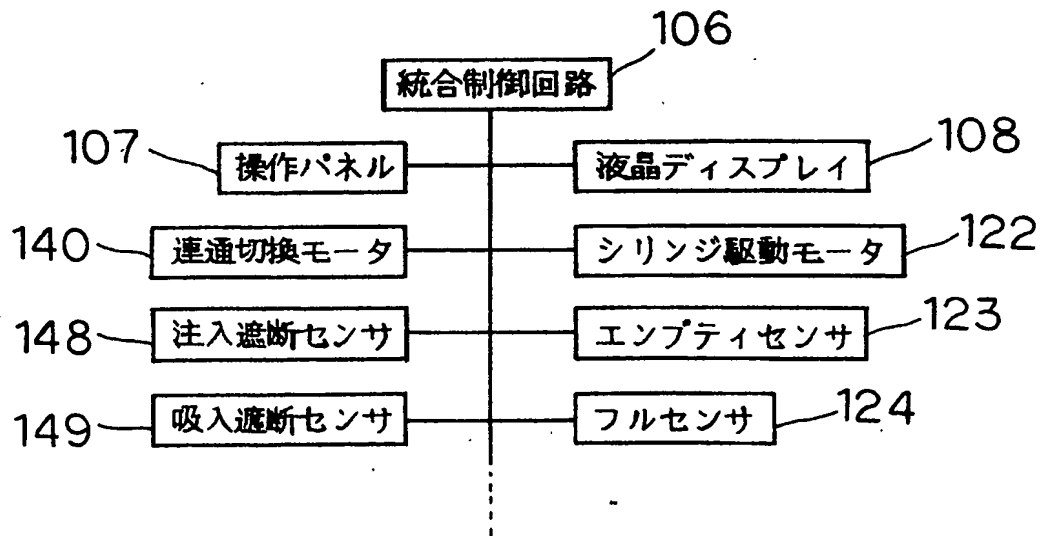 106
統合制御回路
107 操作パネル 液晶ディスプレイ 108
140 連通切換モータ シリンジ駆動モータ 122
148 注入遮断センサ エンプティセンサ 123
149 吸入遮断センサ フルセンサ 124